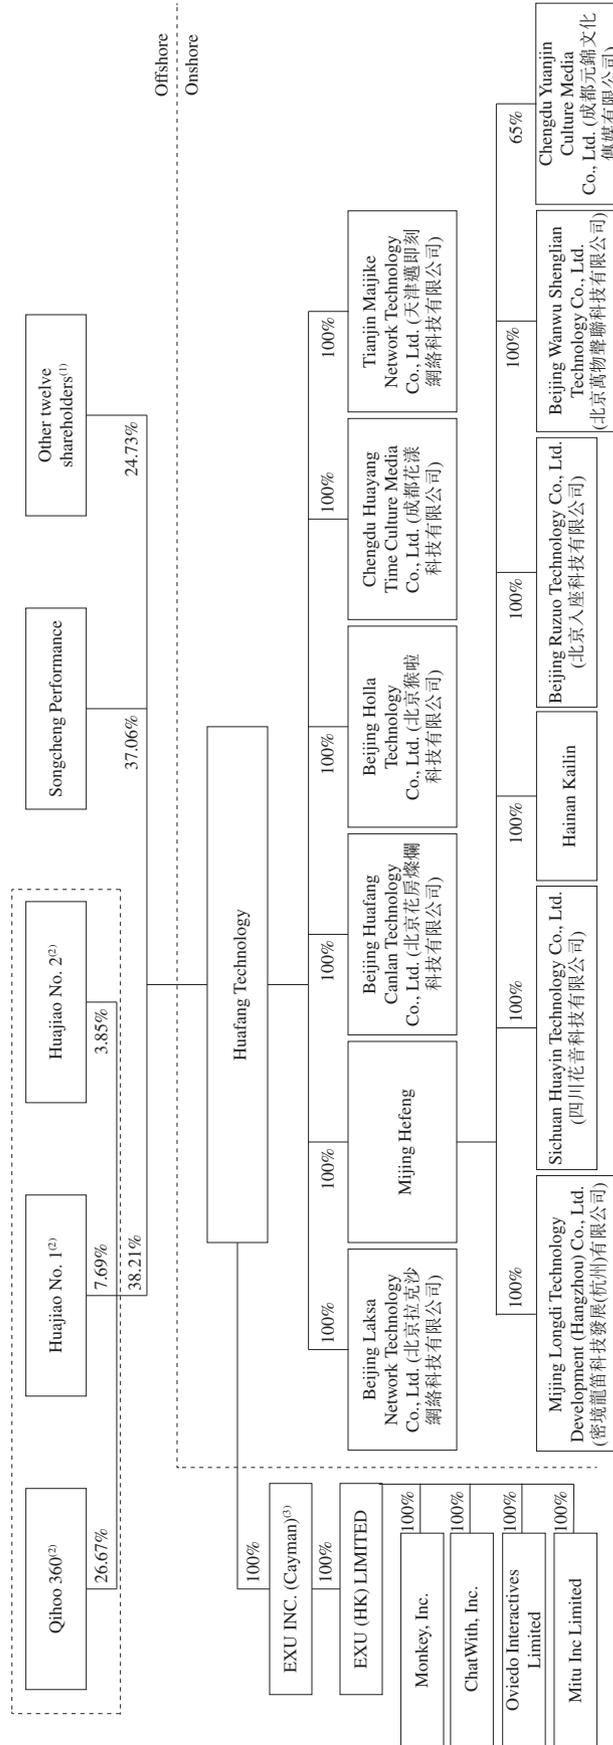 Qihoo 360(2)
Huajiao No. 1(2)
Huajiao No. 2(2)
Songcheng Performance
Other twelve
shareholders(1)
26.67%
7.69%
3.85%
38.21%
37.06%
24.73%
Offshore
Onshore
Huafang Technology
100%
EXU INC. (Cayman)(3)
100%
EXU (HK) LIMITED
100%
Monkey, Inc.
100%
ChatWith, Inc.
100%
Oviedo Interactives
Limited
100%
Mitu Inc Limited
100%
Beijing Laksa
Network Technology
Co., Ltd. (北京拉克沙
網絡科技有限公司)
100%
Mijing Hefeng
100%
Beijing Huafang
Canlan Technology
Co., Ltd. (北京花房燦爛
科技有限公司)
100%
Beijing Holla
Technology
Co., Ltd. (北京猴啦
科技有限公司)
100%
Chengdu Huayang
Time Culture Media
Co., Ltd. (成都花漾
科技有限公司)
100%
Tianjin Maijike
Network Technology
Co., Ltd. (天津邁即刻
網絡科技有限公司)
100%
Mijing Longdi Technology
Development (Hangzhou) Co., Ltd.
(密境龍笛科技發展(杭州)有限公司)
100%
Sichuan Huayin Technology Co., Ltd.
(四川花音科技有限公司)
100%
Hainan Kailin
100%
Beijing Ruzuo Technology Co., Ltd.
(北京入座科技有限公司)
100%
Beijing Wanwu Shenglian
Technology Co., Ltd.
(北京萬物聲聯科技有限公司)
65%
Chengdu Yuanjin
Culture Media
Co., Ltd. (成都元錦文化
傳媒有限公司)